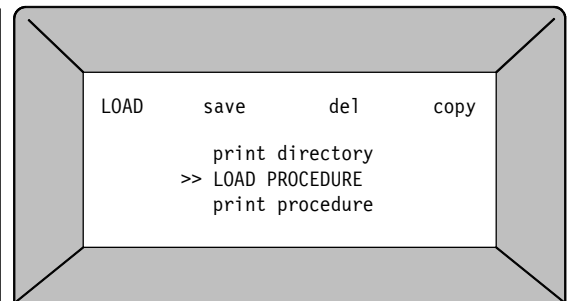 LOAD save del copy
print directory
>> LOAD PROCEDURE
print procedure